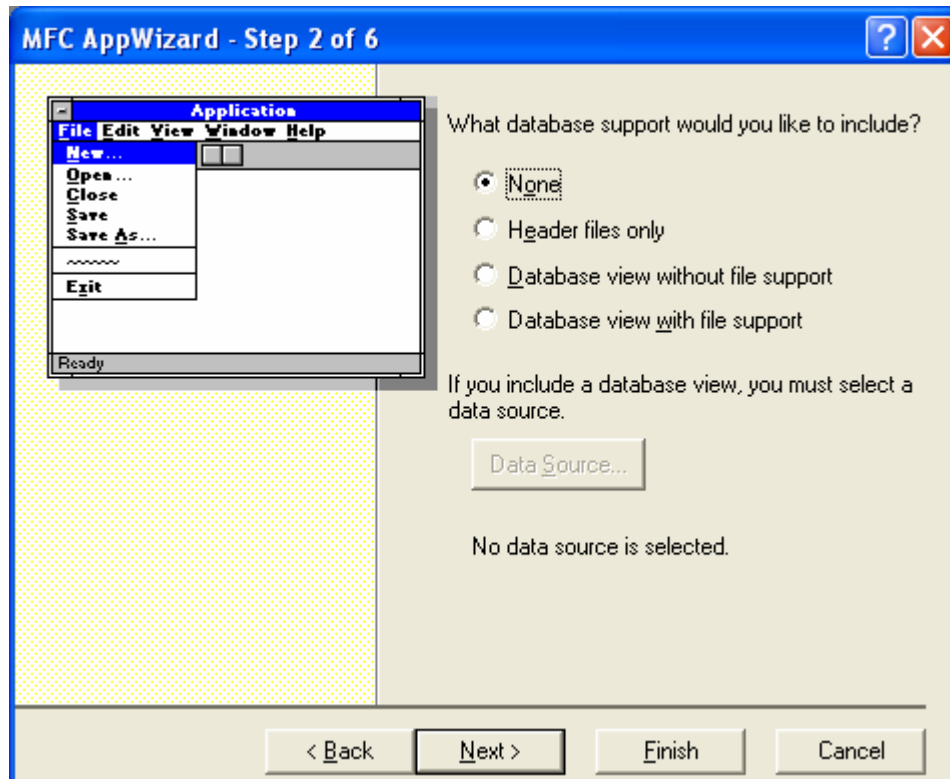 MFC AppWizard - Step 2 of 6
Application
File Edit View Window Help
New...
Open...
Close
Save
Save As...
Exit
Ready
What database support would you like to include?
None
Header files only
Database view without file support
Database view with file support
If you include a database view, you must select a
data source.
Data Source...
No data source is selected.
< Back
Next >
Finish
Cancel